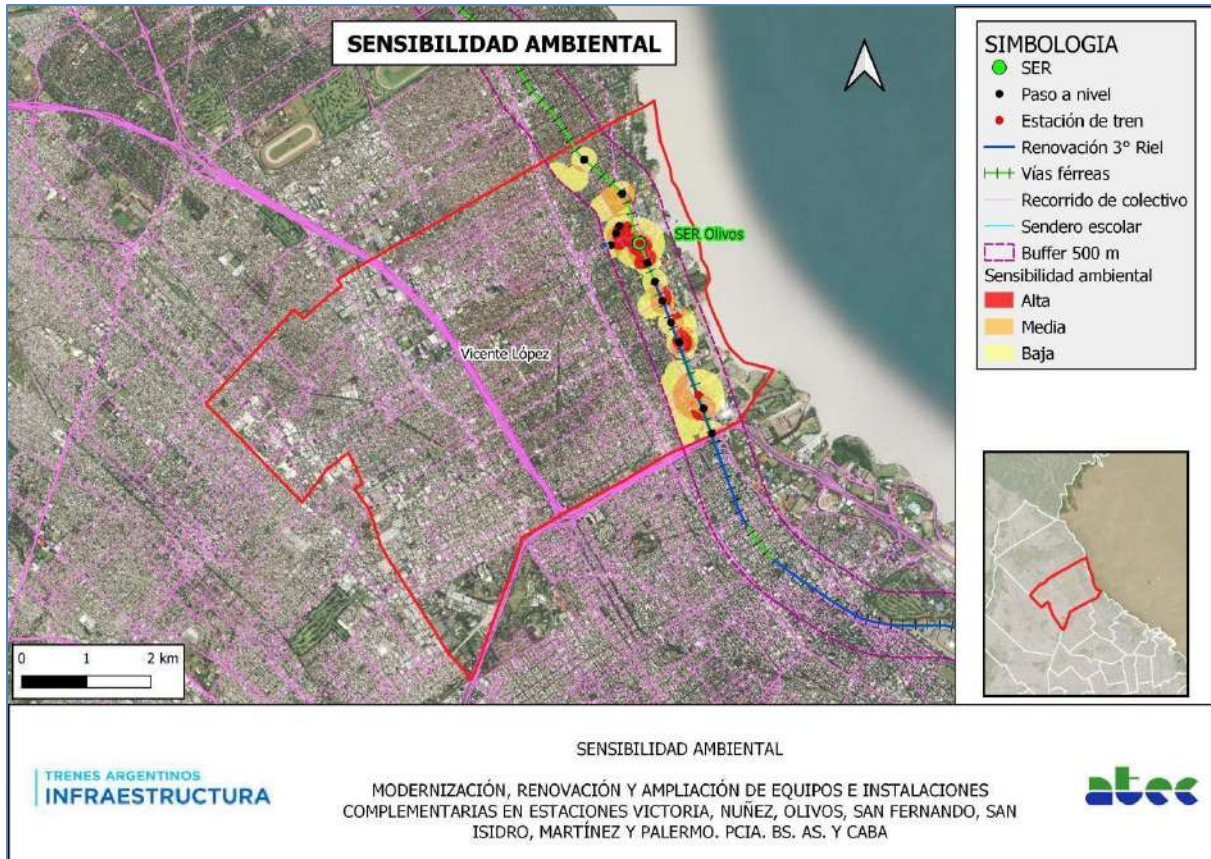 SENSIBILIDAD AMBIENTAL
SER Olivos
Vicente López
0 1 2 km
SIMBOLOGIA
SER
Paso a nivel
Estación de tren
Renovación 3° Riel
Vías férreas
Recorrido de colectivo
Sendero escolar
Buffer 500 m
Sensibilidad ambiental
Alta
Media
Baja
TRENES ARGENTINOS
INFRAESTRUCTURA
SENSIBILIDAD AMBIENTAL
MODERNIZACIÓN, RENOVACIÓN Y AMPLIACIÓN DE EQUIPOS E INSTALACIONES
COMPLEMENTARIAS EN ESTACIONES VICTORIA, NUÑEZ, OLIVOS, SAN FERNANDO, SAN
ISIDRO, MARTÍNEZ Y PALERMO. PCIA. BS. AS. Y CABA
atec